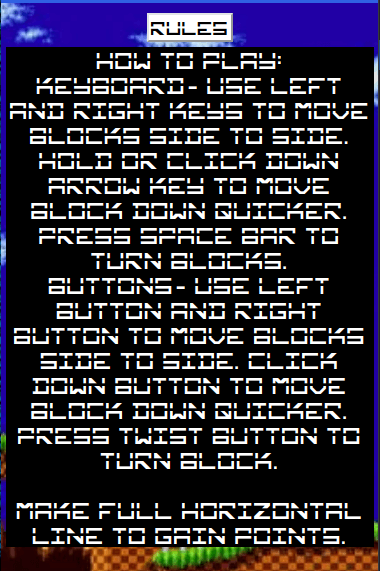 RULES
HOW TO PLAY:
KEYBOARD- USE LEFT
AND RIGHT KEYS TO MOVE
BLOCKS SIDE TO SIDE.
HOLD OR CLICK DOWN
ARROW KEY TO MOVE
BLOCK DOWN QUICKER.
PRESS SPACE BAR TO
TURN BLOCKS.
BUTTONS- USE LEFT
BUTTON AND RIGHT
BUTTON TO MOVE BLOCKS
SIDE TO SIDE. CLICK
DOWN BUTTON TO MOVE
BLOCK DOWN QUICKER.
PRESS TWIST BUTTON TO
TURN BLOCK.
MAKE FULL HORIZONTAL
LINE TO GAIN POINTS.